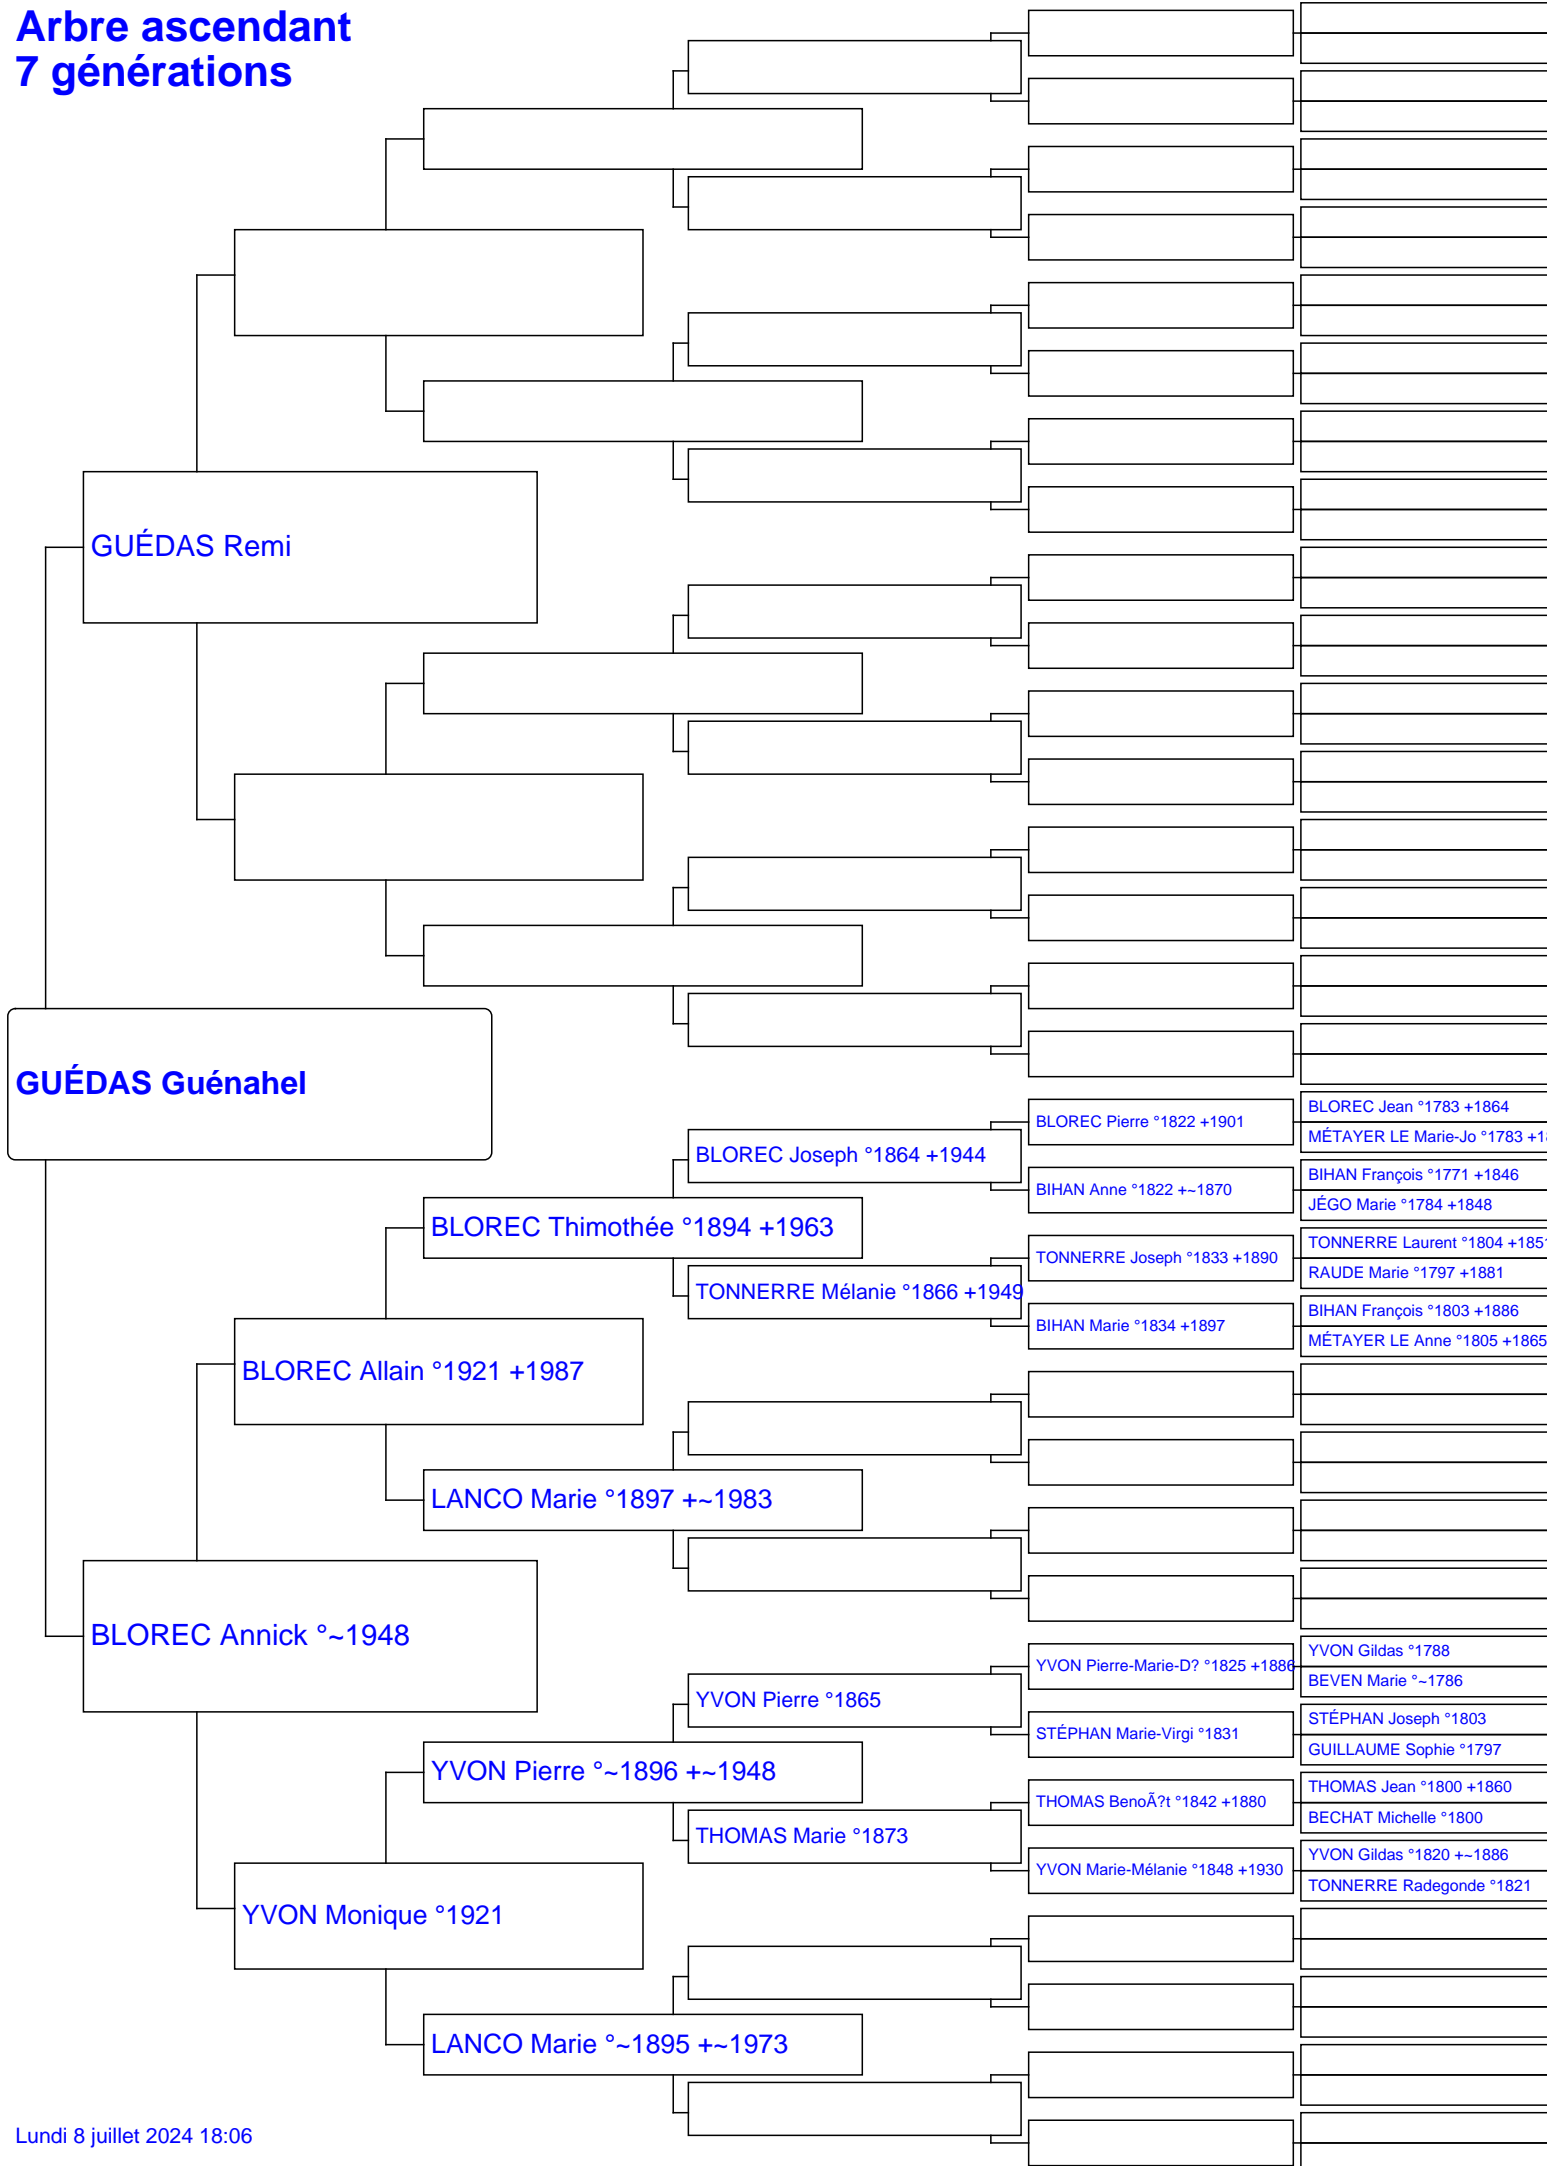 Arbre ascendant
7 générations
GUÉDAS Remi
GUÉDAS Guénahel
BLOREC Jean °1783 +1864
BLOREC Pierre °1822 +1901
MÉTAYER LE Marie-Jo °1783 +18
BLOREC Joseph °1864 +1944
BIHAN François °1771 +1846
BIHAN Anne °1822 +~1870
JÉGO Marie °1784 +1848
BLOREC Thimothée °1894 +1963
TONNERRE Laurent °1804 +1851
TONNERRE Joseph °1833 +1890
RAUDE Marie °1797 +1881
TONNERRE Mélanie °1866 +1949
BIHAN François °1803 +1886
BIHAN Marie °1834 +1897
MÉTAYER LE Anne °1805 +1865
BLOREC Allain °1921 +1987
LANCO Marie °1897 +~1983
BLOREC Annick °~1948
YVON Gildas °1788
YVON Pierre-Marie-D? °1825 +1886
BEVEN Marie °~1786
YVON Pierre °1865
STÉPHAN Joseph °1803
STÉPHAN Marie-Virgi °1831
GUILLAUME Sophie °1797
YVON Pierre °~1896 +~1948
THOMAS Jean °1800 +1860
THOMAS BenoÃ?t °1842 +1880
BECHAT Michelle °1800
THOMAS Marie °1873
YVON Gildas °1820 +~1886
YVON Marie-Mélanie °1848 +1930
TONNERRE Radegonde °1821
YVON Monique °1921
LANCO Marie °~1895 +~1973
Lundi 8 juillet 2024 18:06